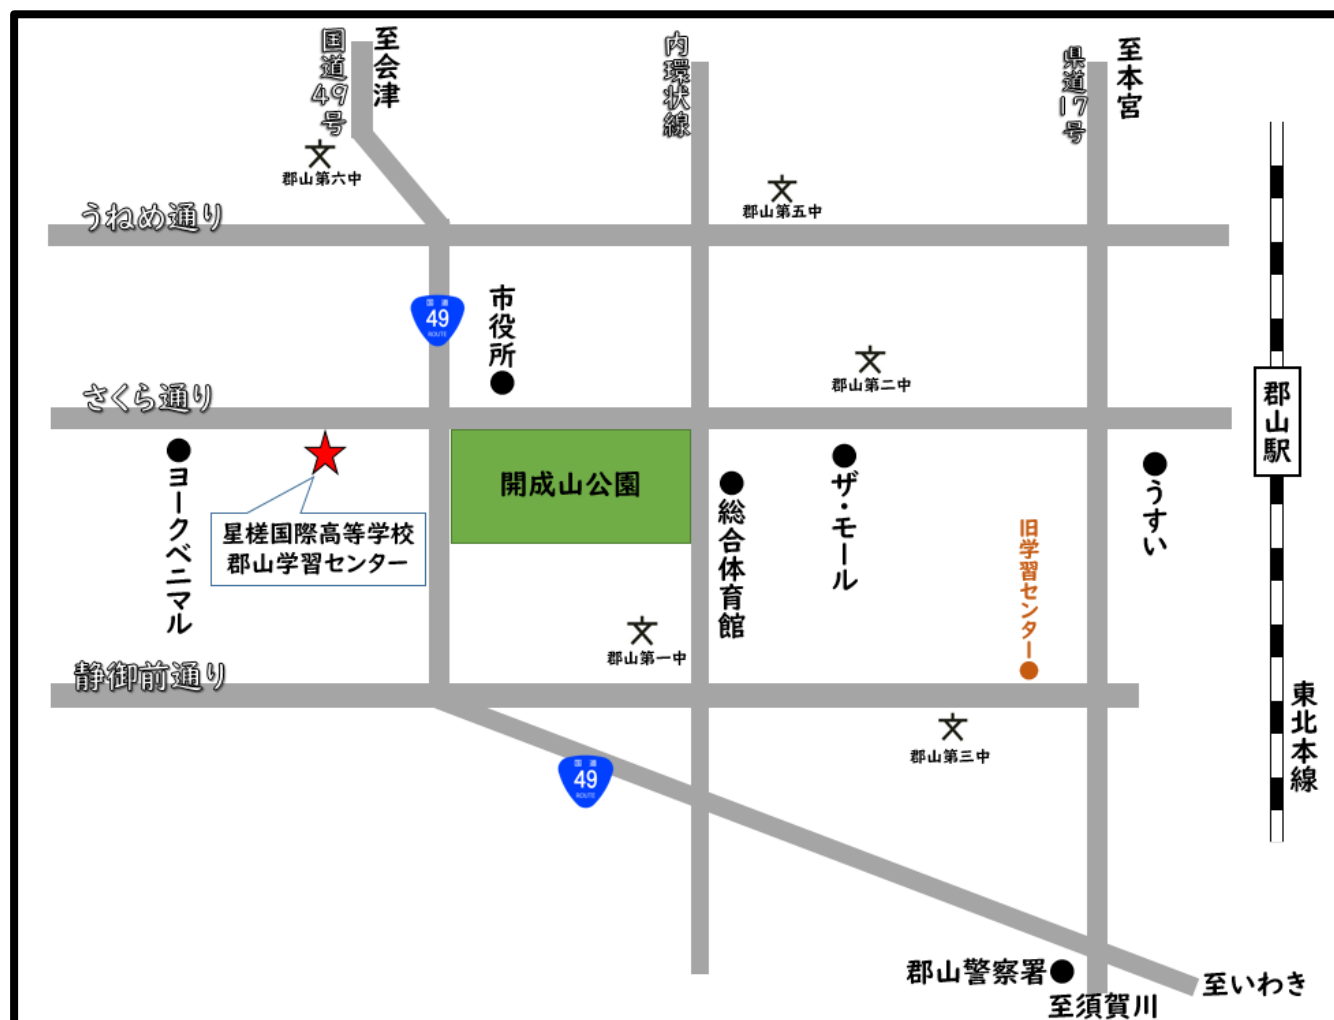 国道49号
至会津
内環状線
県道17号
至本宮
郡山第六中
郡山第五中
うねめ通り
国道
49
ROUTE
市役所
郡山第二中
さくら通り
郡山駅
ヨークベニマル
開成山公園
星槎国際高等学校
郡山学習センター
総合体育館
ザ・モール
うすい
旧学習センター
郡山第一中
静御前通り
東北本線
郡山第三中
国道
49
ROUTE
郡山警察署
至いわき
至須賀川